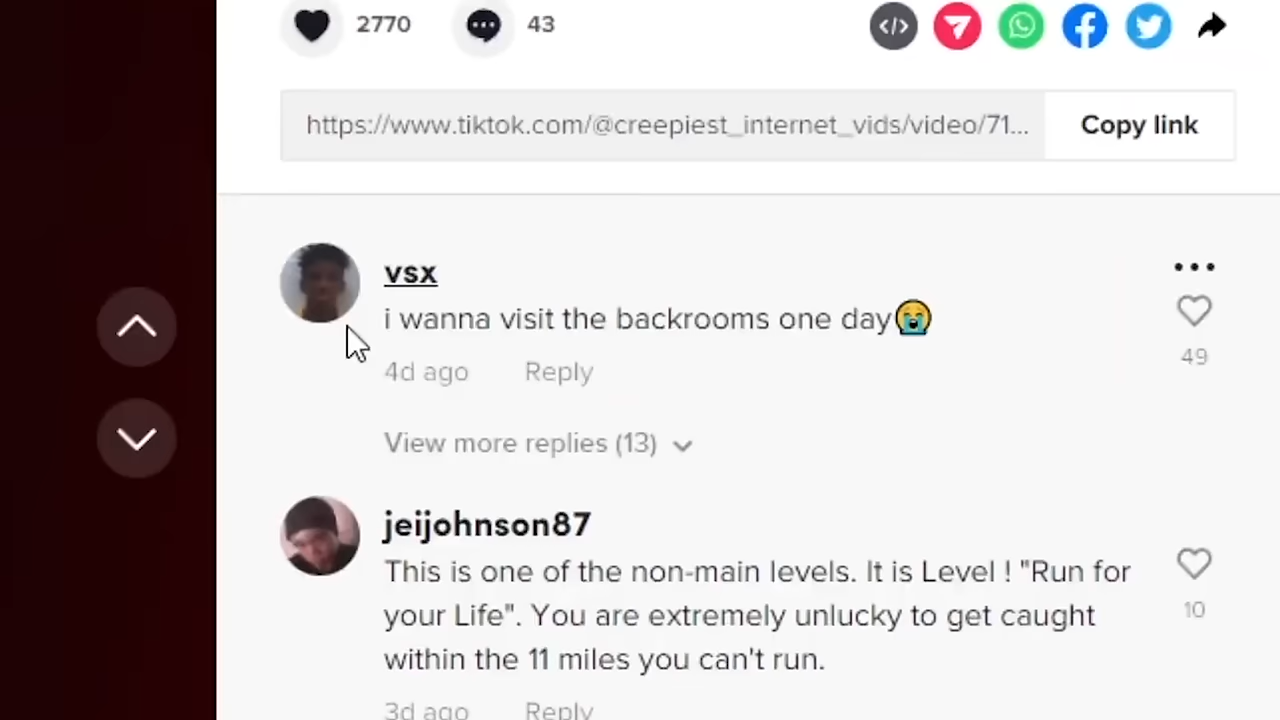 2770 43
https://www.tiktok.com/@creepiest_internet_vids/video/71... Copy link
vsx
i wanna visit the backrooms one day😭
49
4d ago Reply
View more replies (13)
jeijohnson87
This is one of the non-main levels. It is Level ! "Run for
your Life". You are extremely unlucky to get caught
within the 11 miles you can't run.
10
3d ago Reply